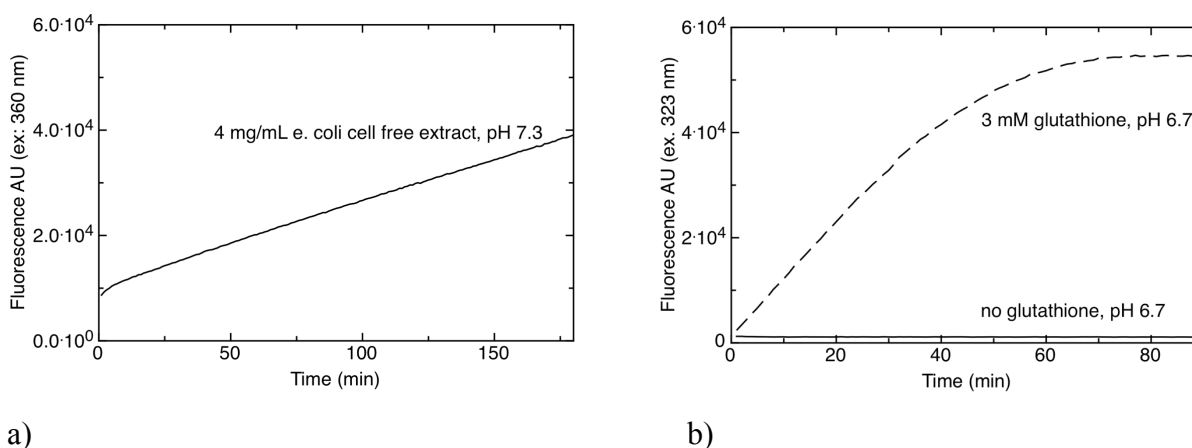 Fluorescence AU (ex: 360 nm)
6.0·10⁴
4.0·10⁴
2.0·10⁴
0.0·10⁰
4 mg/mL e. coli cell free extract, pH 7.3
0 50 100 150
Time (min)
a)
Fluorescence AU (ex. 323 nm)
6·10⁴
4·10⁴
2·10⁴
0
3 mM glutathione, pH 6.7
no glutathione, pH 6.7
0 20 40 60 80
Time (min)
b)